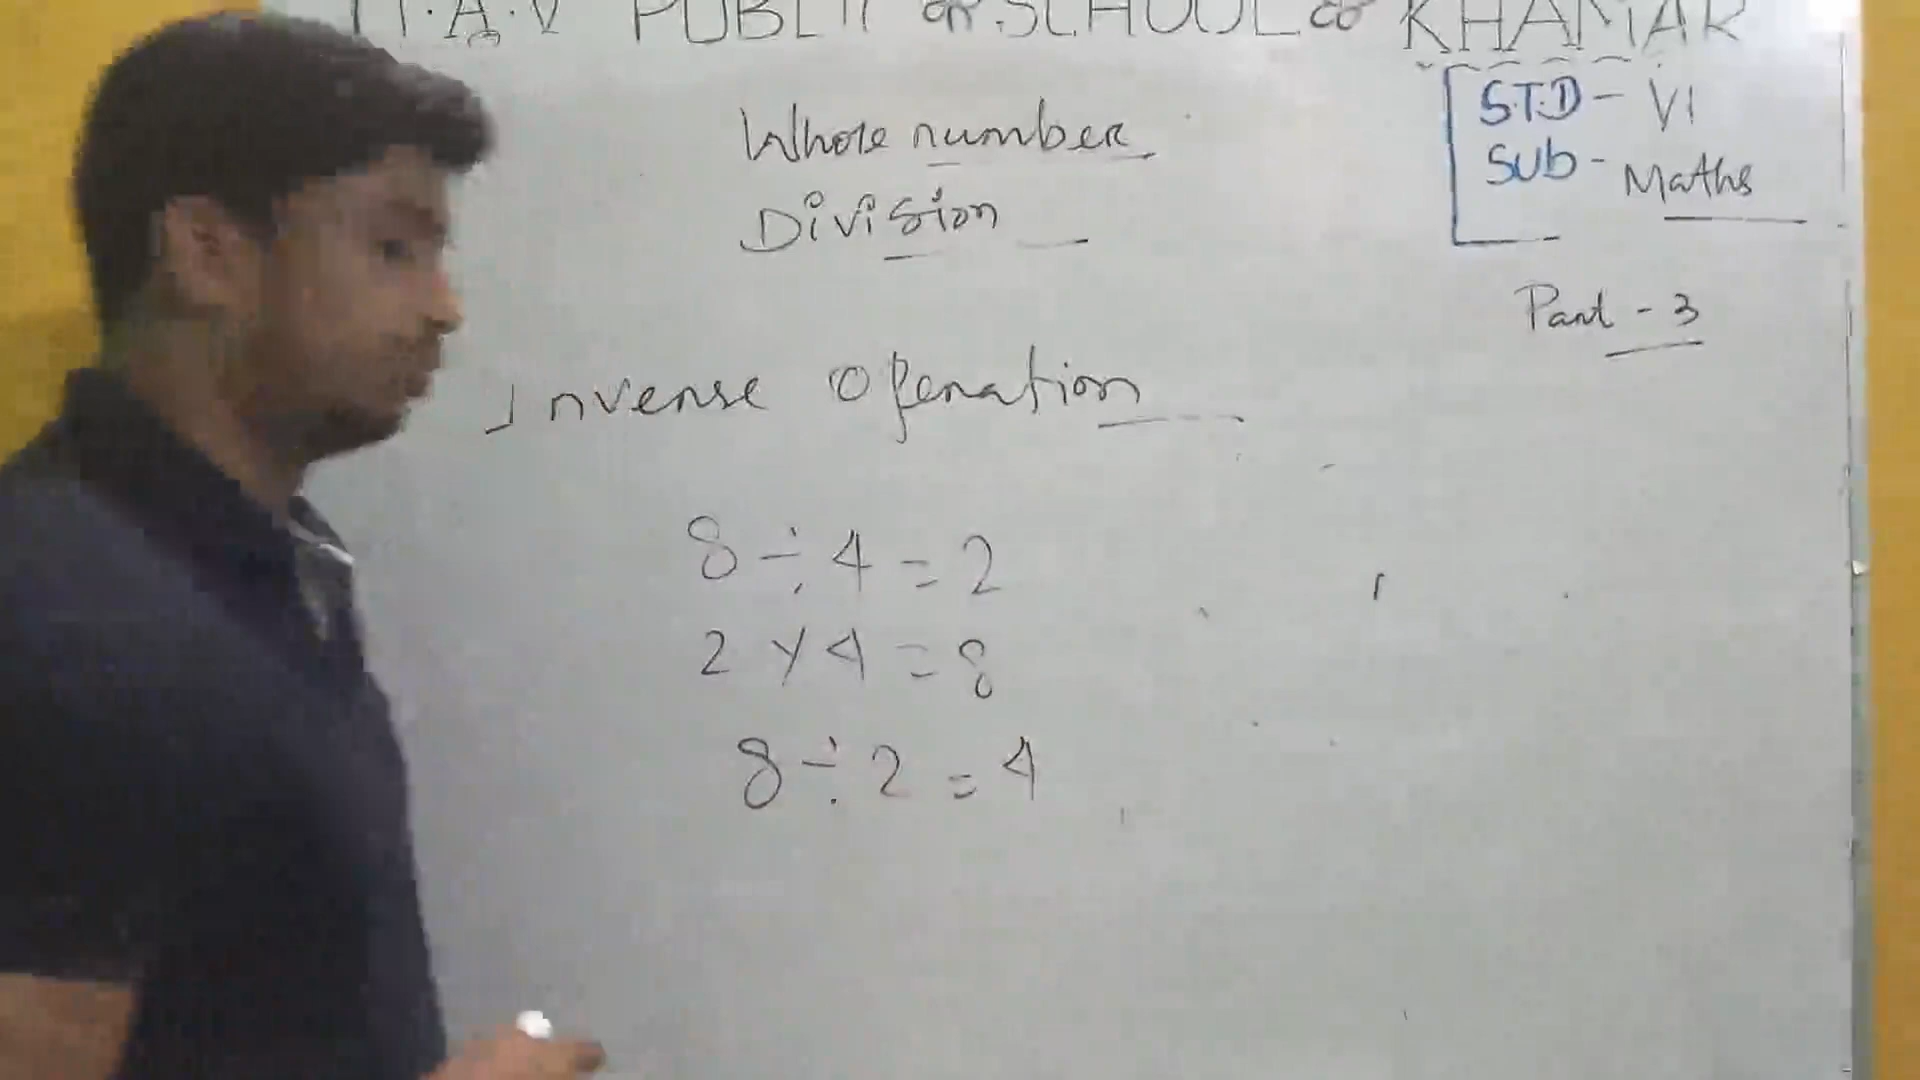 PUBLI SCHOOL KHAMAR
STD - VI
Sub - Maths
Whole number
Division
Part - 3
Inverse Operation
8 ÷ 4 = 2
2 × 4 = 8
8 ÷ 2 = 4